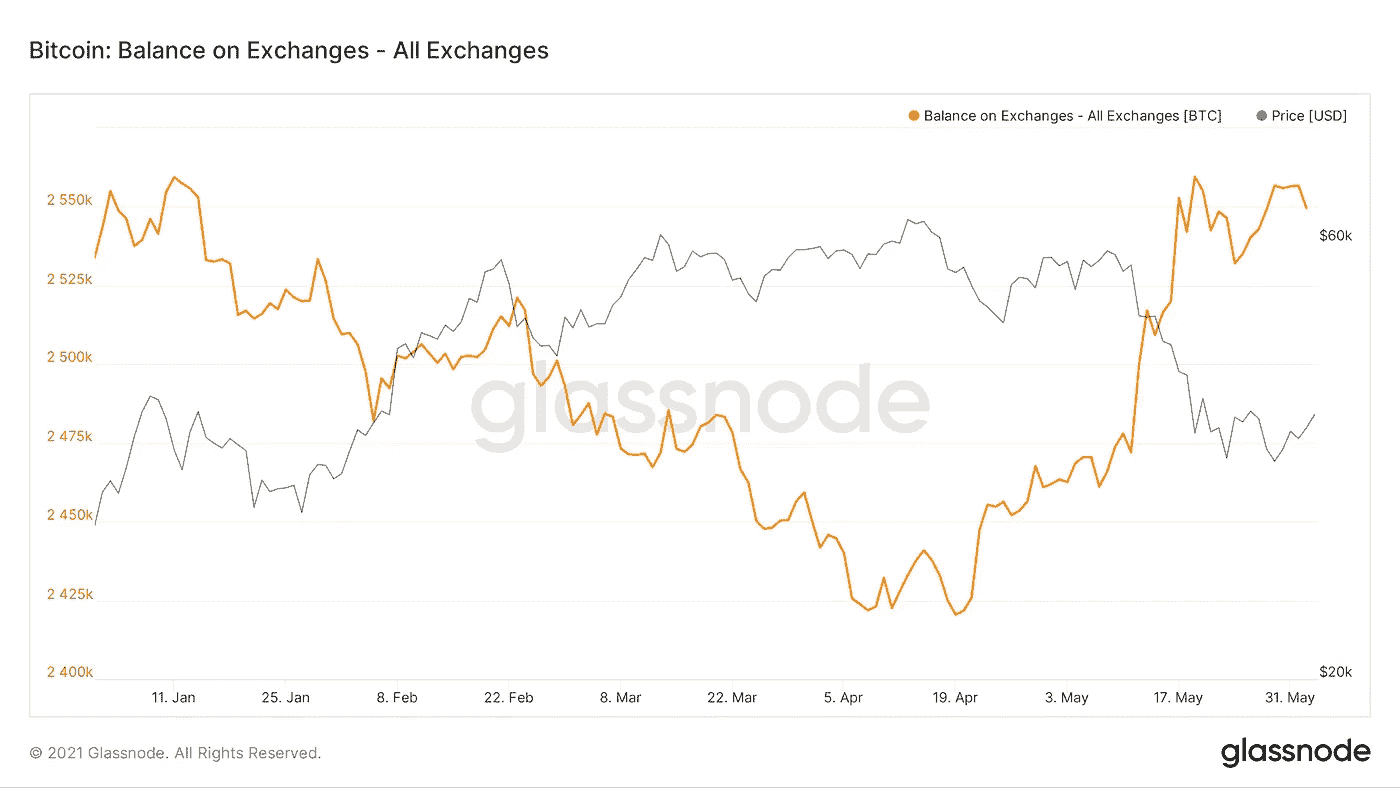 Bitcoin: Balance on Exchanges - All Exchanges
Balance on Exchanges - All Exchanges [BTC] Price [USD]
2 550k
$60k
2 525k
2 500k
glassnode
2 475k
2 450k
2 425k
2 400k
$20k
11. Jan 25. Jan 8. Feb 22. Feb 8. Mar 22. Mar 5. Apr 19. Apr 3. May 17. May 31. May
© 2021 Glassnode. All Rights Reserved.
glassnode